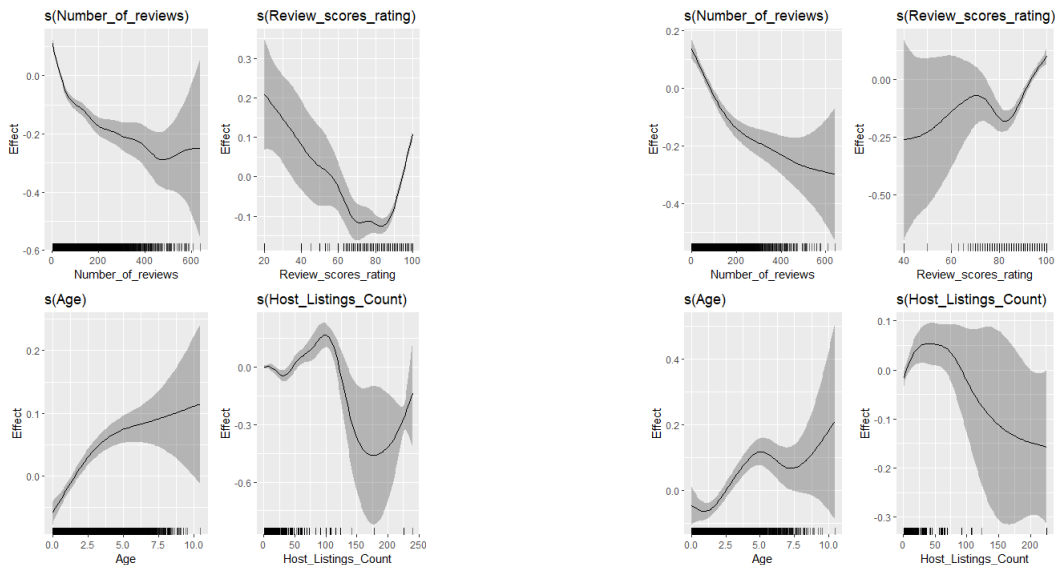 s(Number_of_reviews)
0.0
-0.2
-0.4
-0.6
Effect
0
200
400
600
Number_of_reviews
s(Review_scores_rating)
0.3
0.2
0.1
0.0
-0.1
Effect
20
40
60
80
100
Review_scores_rating
s(Number_of_reviews)
0.2
0.0
-0.2
-0.4
Effect
0
200
400
600
Number_of_reviews
s(Review_scores_rating)
0.00
-0.25
-0.50
Effect
40
60
80
100
Review_scores_rating
s(Age)
0.2
0.1
0.0
Effect
0.0
2.5
5.0
7.5
10.0
Age
s(Host_Listings_Count)
0.0
-0.3
-0.6
Effect
0
50
100
150
200
250
Host_Listings_Count
s(Age)
0.4
0.2
0.0
Effect
0.0
2.5
5.0
7.5
10.0
Age
s(Host_Listings_Count)
0.1
0.0
-0.1
-0.2
-0.3
Effect
0
50
100
150
200
Host_Listings_Count